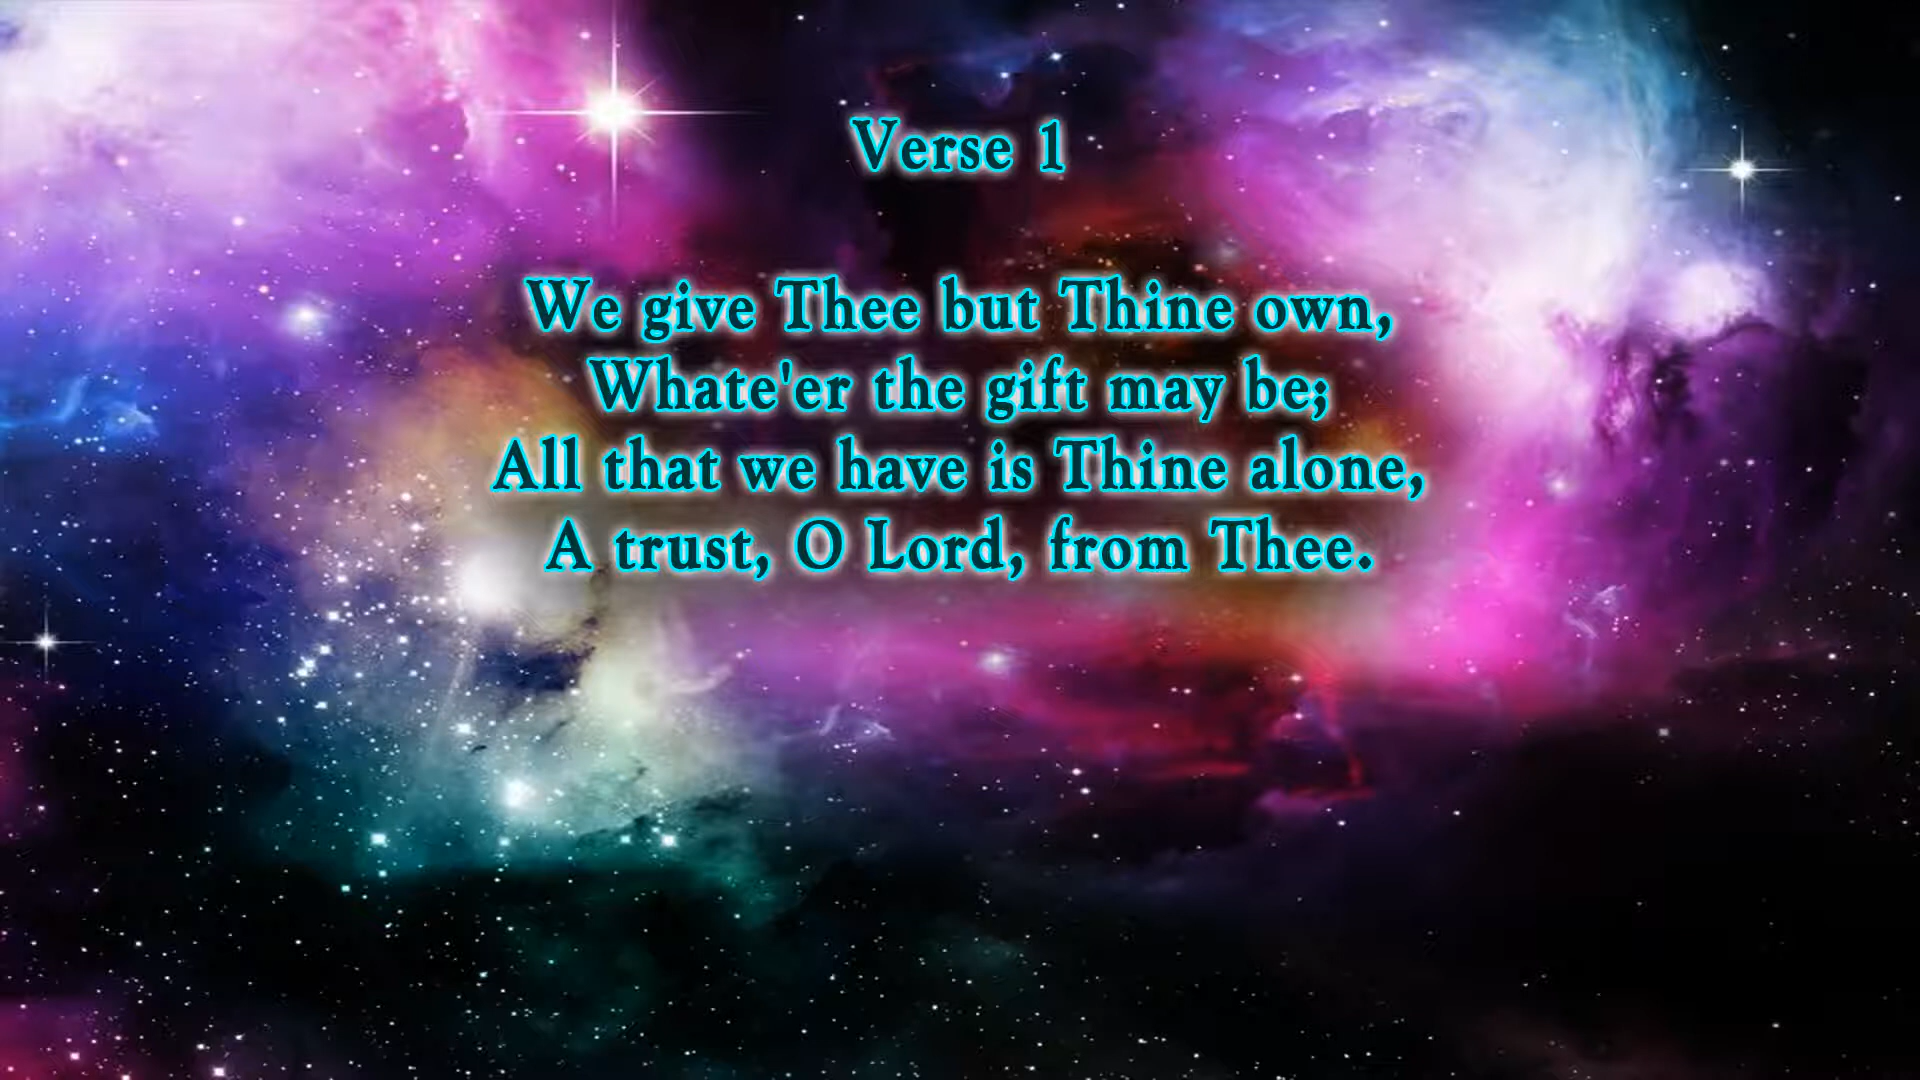 Verse 1
We give Thee but Thine own,
Whate'er the gift may be;
All that we have is Thine alone,
A trust, O Lord, from Thee.